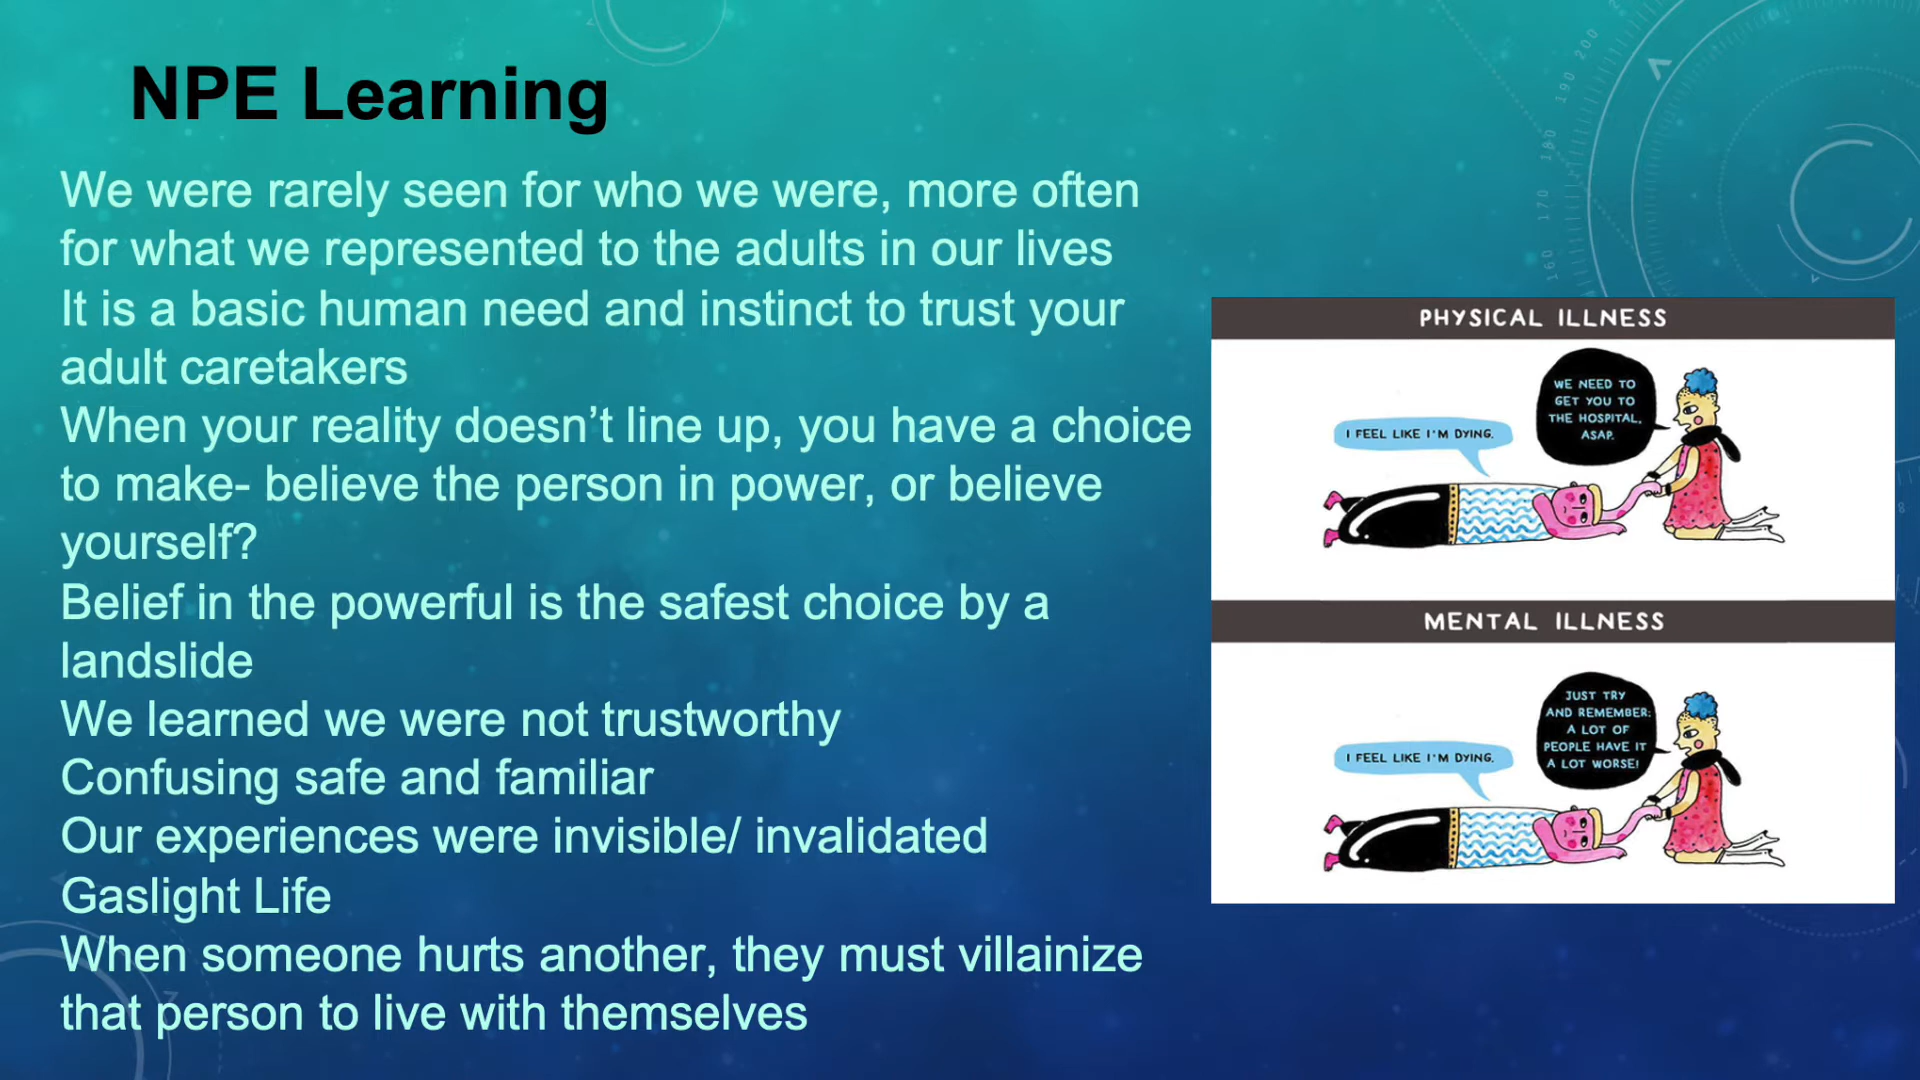 NPE Learning
We were rarely seen for who we were, more often
for what we represented to the adults in our lives
It is a basic human need and instinct to trust your
adult caretakers
When your reality doesn’t line up, you have a choice
to make- believe the person in power, or believe
yourself?
Belief in the powerful is the safest choice by a
landslide
We learned we were not trustworthy
Confusing safe and familiar
Our experiences were invisible/ invalidated
Gaslight Life
When someone hurts another, they must villainize
that person to live with themselves
PHYSICAL ILLNESS
I FEEL LIKE I'M DYING.
WE NEED TO
GET YOU TO
THE HOSPITAL,
ASAP.
MENTAL ILLNESS
I FEEL LIKE I'M DYING.
JUST TRY
AND REMEMBER:
A LOT OF
PEOPLE HAVE IT
A LOT WORSE!
160
170
180
190
200